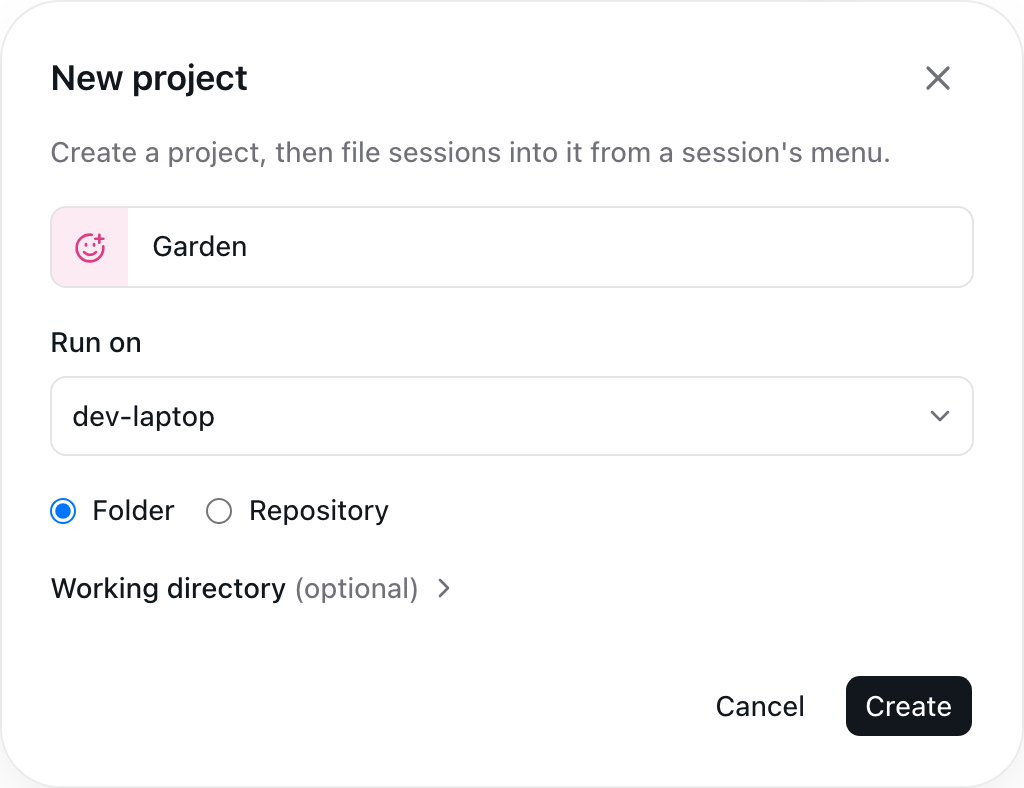 New project
Create a project, then file sessions into it from a session's menu.
Garden
Run on
dev-laptop
Folder Repository
Working directory (optional)
Cancel Create